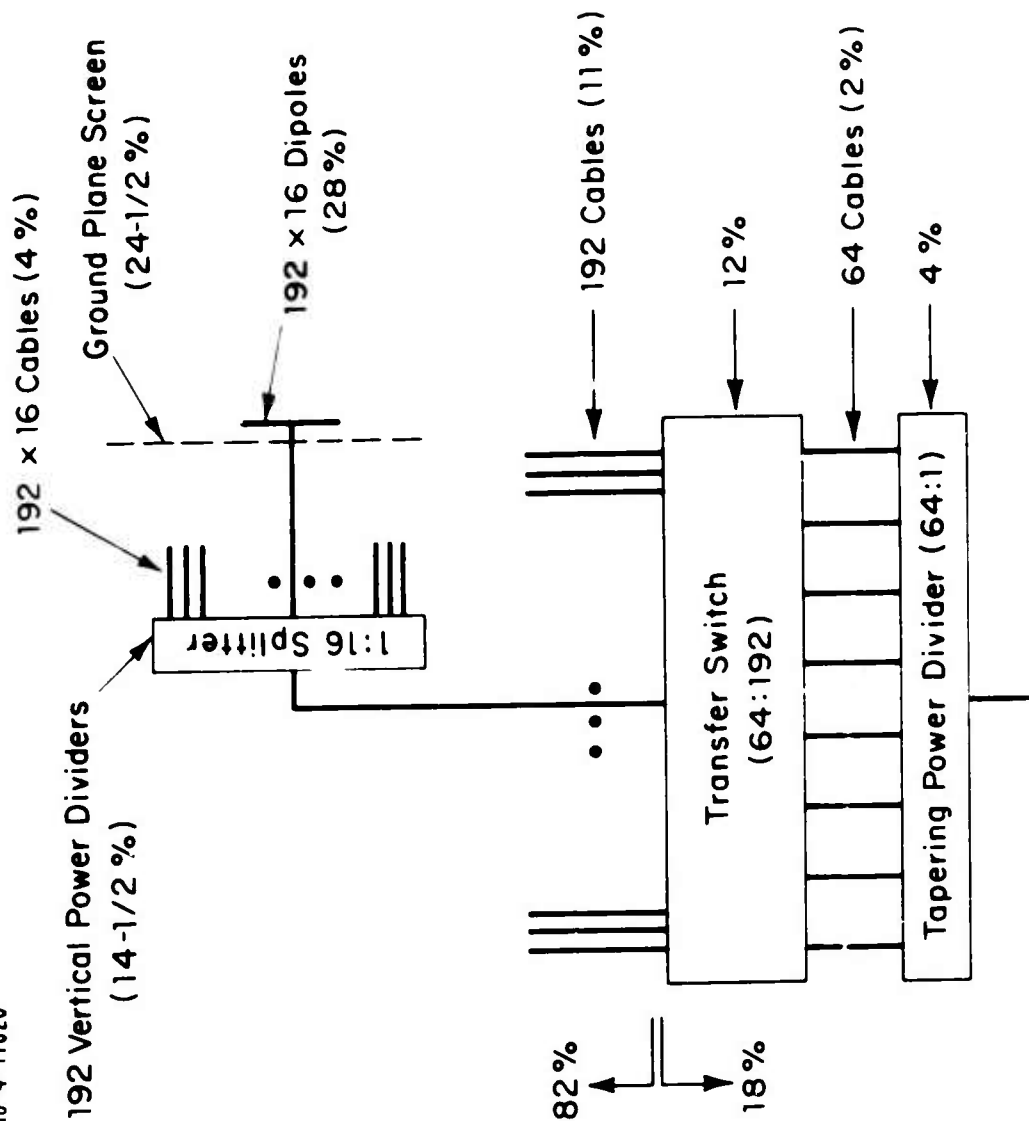 192 × 16 Cables (4 %)
Ground Plane Screen
(24-1/2 %)
192 Vertical Power Dividers
(14-1/2 %)
1:16 Splitter
192 × 16 Dipoles
(28%)
192 Cables (11%)
82%
18%
Transfer Switch
(64:192)
12%
64 Cables (2%)
Tapering Power Divider (64:1)
4%